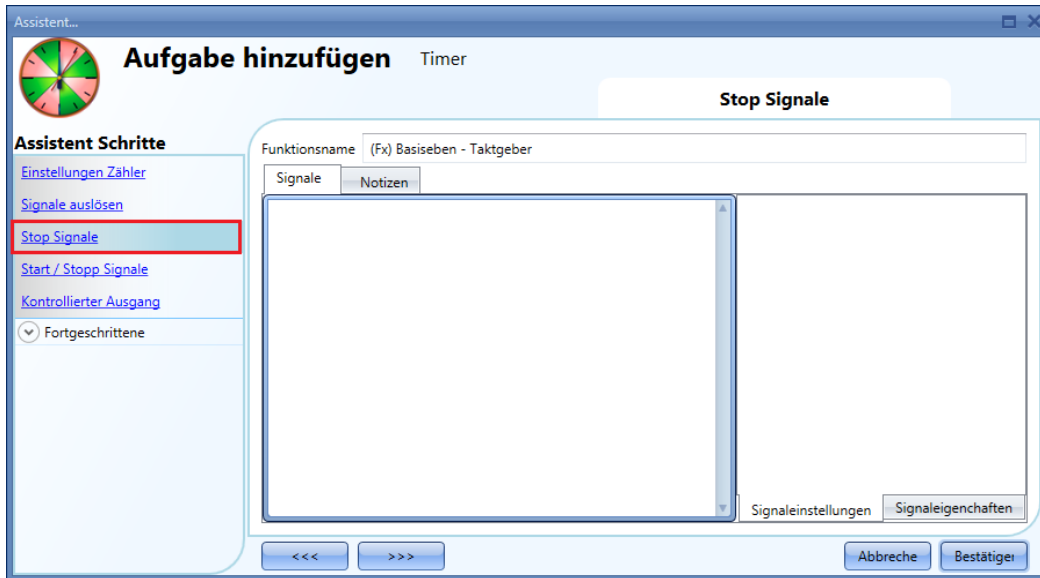 Assistent...
Aufgabe hinzufügen Timer
Stop Signale
Assistent Schritte
Einstellungen Zähler
Signale auslösen
Stop Signale
Start / Stopp Signale
Kontrollierter Ausgang
Fortgeschrittene
Funktionsname (Fx) Basiseben - Taktgeber
Signale Notizen
Signaleinstellungen Signaleigenchaften
<<< >>> Abbreche Bestätiger